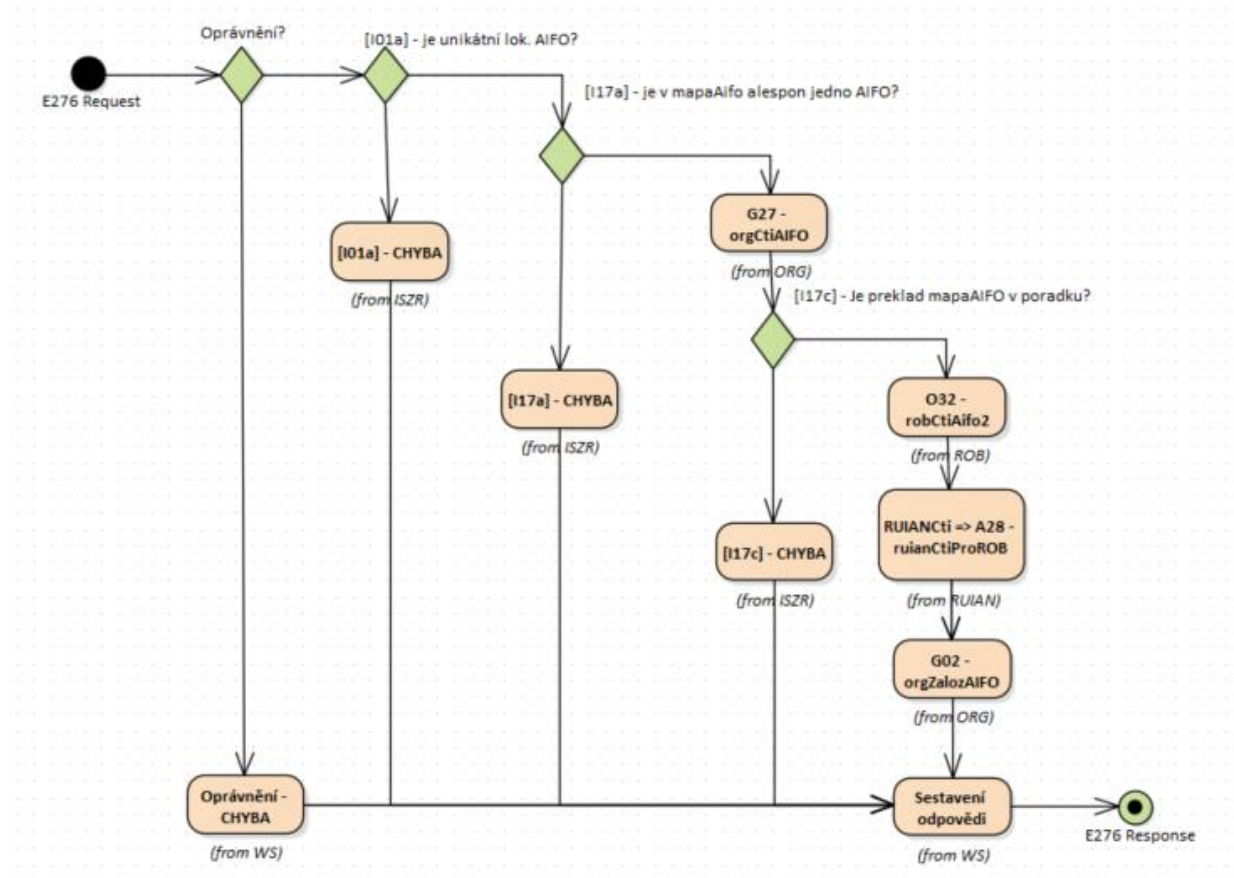 Oprávnění?
[I01a] - je unikátní lok. AIFO?
E276 Request
[I17a] - je v mapaAifo alespon jedno AIFO?
G27 -
orgCtiAIFO
(from ORG)
[I01a] - CHYBA
(from ISZR)
[I17c] - Je preklad mapaAIFO v poradku?
[I17a] - CHYBA
(from ISZR)
O32 -
robCtiAifo2
(from ROB)
RUIANCti => A28 -
ruianCtiProROB
(from RUIAN)
[I17c] - CHYBA
(from ISZR)
G02 -
orgZalozAIFO
(from ORG)
Oprávnění -
CHYBA
(from WS)
Sestavení
odpovědi
(from WS)
E276 Response